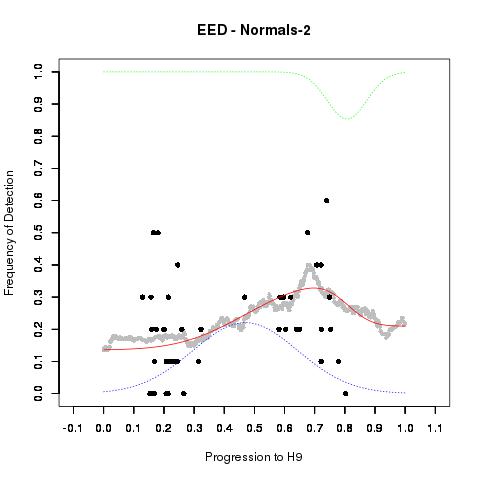 EED - Normals-2
Frequency of Detection
0.0 0.1 0.2 0.3 0.4 0.5 0.6 0.7 0.8 0.9 1.0
-0.1 0.0 0.1 0.2 0.3 0.4 0.5 0.6 0.7 0.8 0.9 1.0 1.1
Progression to H9